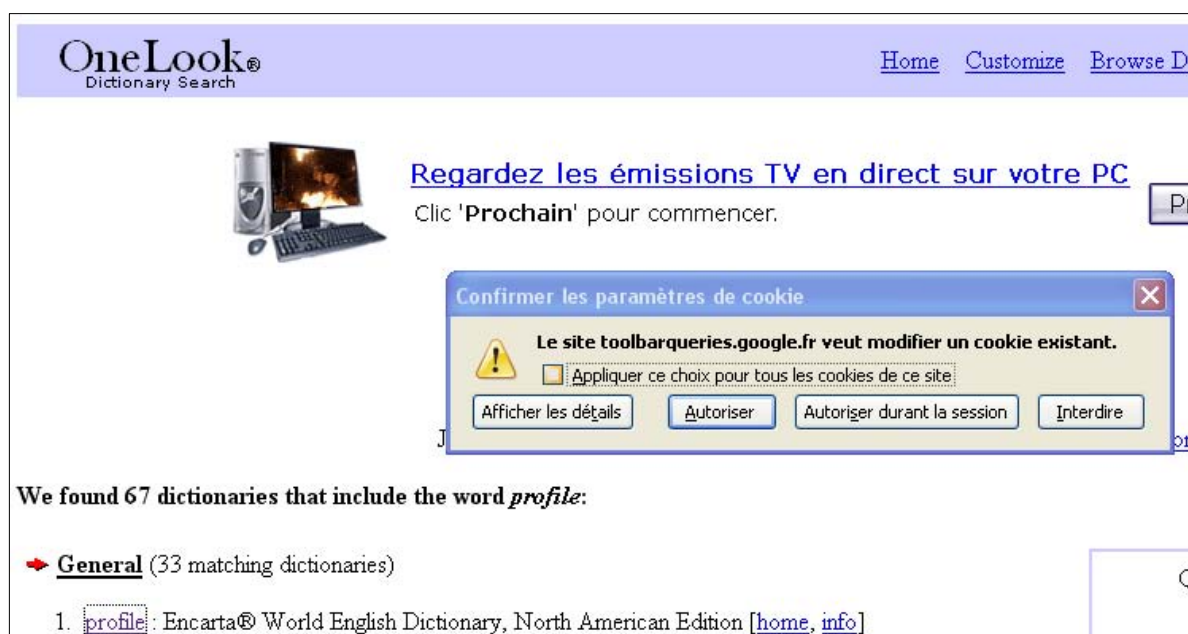 OneLook®
Dictionary Search
Home Customize Browse D
Regardez les émissions TV en direct sur votre PC
Clic 'Prochain' pour commencer.
Confirmer les paramètres de cookie
Le site toolbarqueries.google.fr veut modifier un cookie existant.
Appliquer ce choix pour tous les cookies de ce site
Afficher les détails Autoriser Autoriser durant la session Interdire
We found 67 dictionaries that include the word profile:
General (33 matching dictionaries)
1. profile : Encarta® World English Dictionary, North American Edition [home, info]